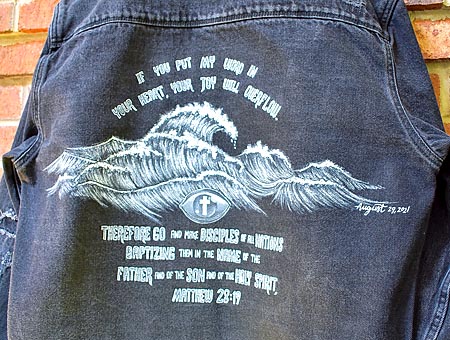 IF YOU PUT MY WORD IN
YOUR HEART, YOUR JOY WILL OVERFLOW.
August 29, 2021
THEREFORE GO AND MAKE DISCIPLES OF ALL NATIONS
BAPTIZING THEM IN THE NAME OF THE
FATHER AND OF THE SON AND OF THE HOLY SPIRIT,
MATTHEW 28:19